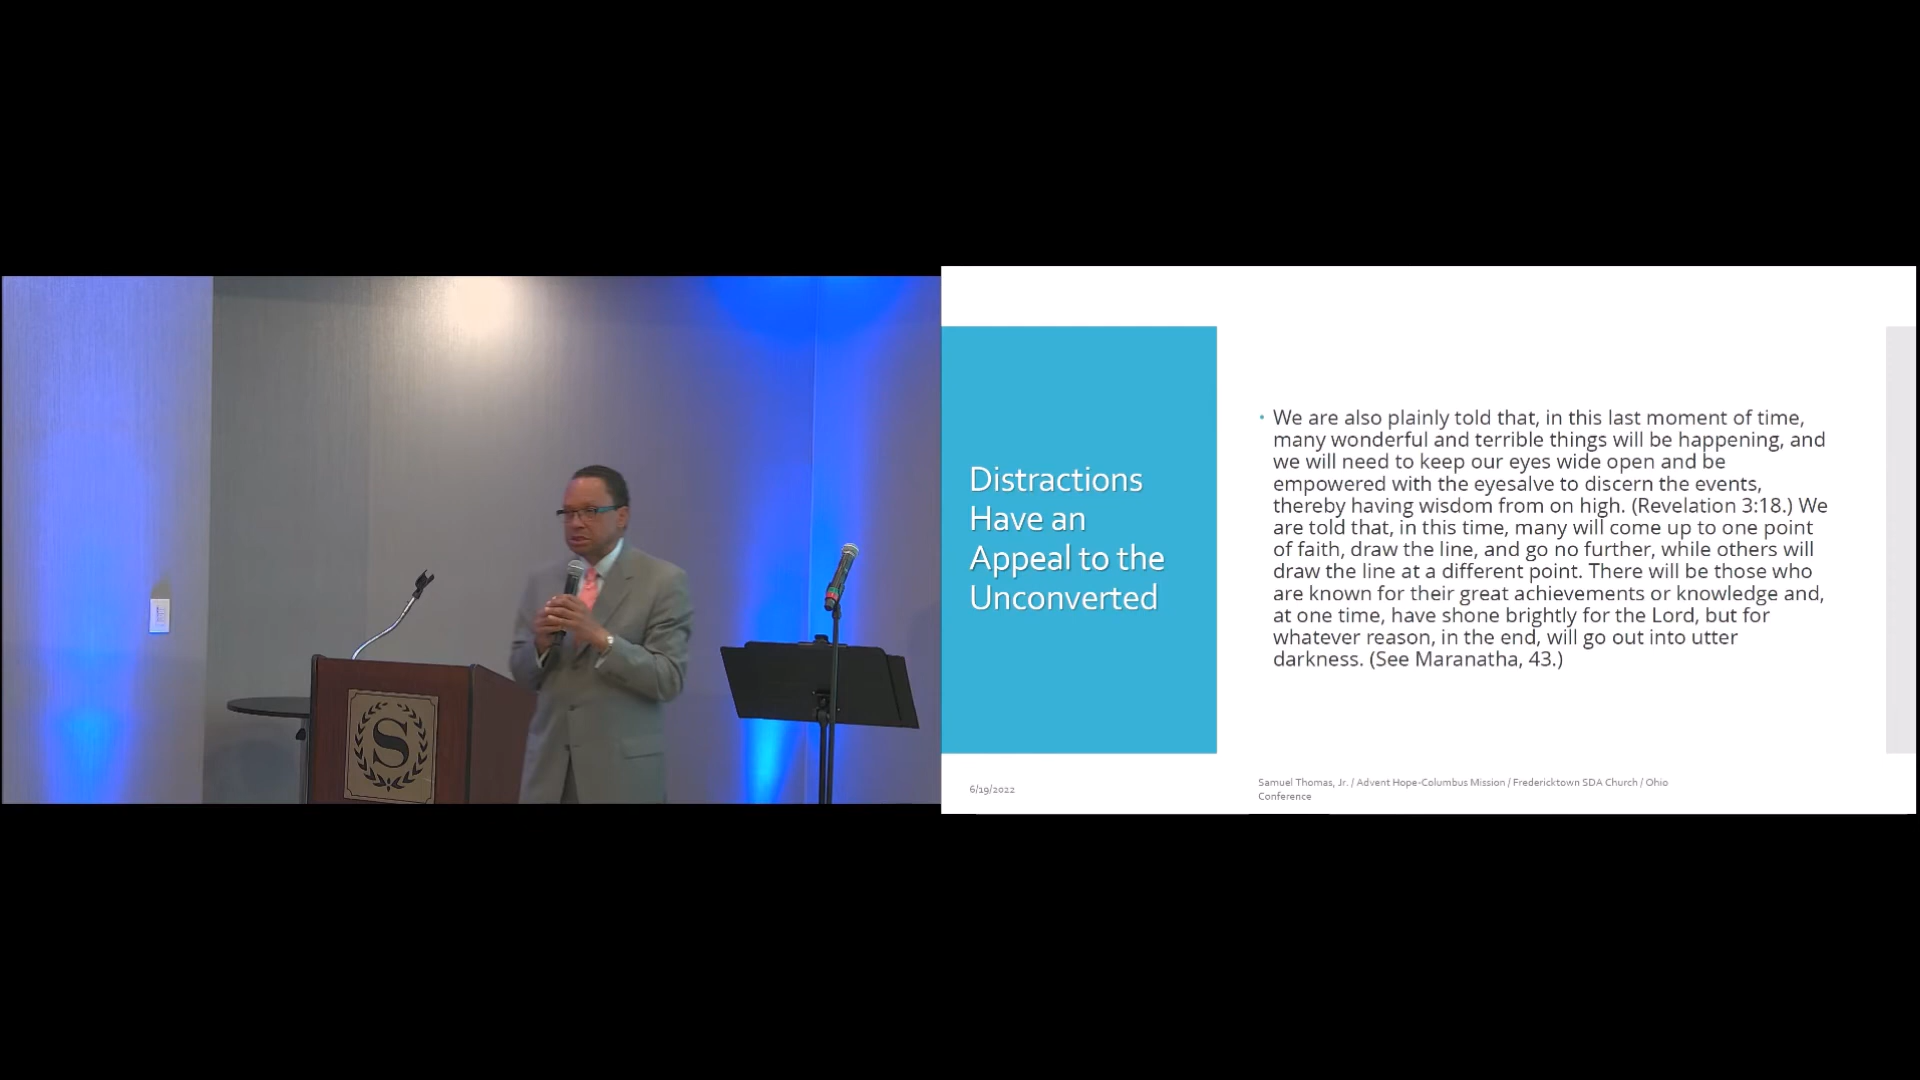 S
Distractions
Have an
Appeal to the
Unconverted
• We are also plainly told that, in this last moment of time,
many wonderful and terrible things will be happening, and
we will need to keep our eyes wide open and be
empowered with the eyesalve to discern the events,
thereby having wisdom from on high. (Revelation 3:18.) We
are told that, in this time, many will come up to one point
of faith, draw the line, and go no further, while others will
draw the line at a different point. There will be those who
are known for their great achievements or knowledge and,
at one time, have shone brightly for the Lord, but for
whatever reason, in the end, will go out into utter
darkness. (See Maranatha, 43.)
6/19/2022
Samuel Thomas, Jr. / Advent Hope-Columbus Mission / Fredericktown SDA Church / Ohio
Conference